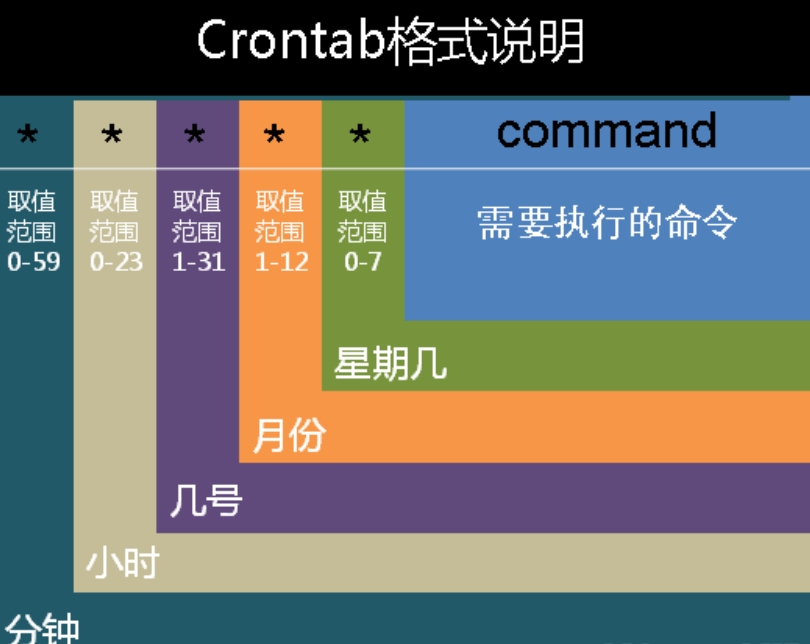 Crontab格式说明
* * * * * command
取值 取值 取值 取值 取值
范围 范围 范围 范围 范围
0-59 0-23 1-31 1-12 0-7
需要执行的命令
星期几
月份
几号
小时
分钟